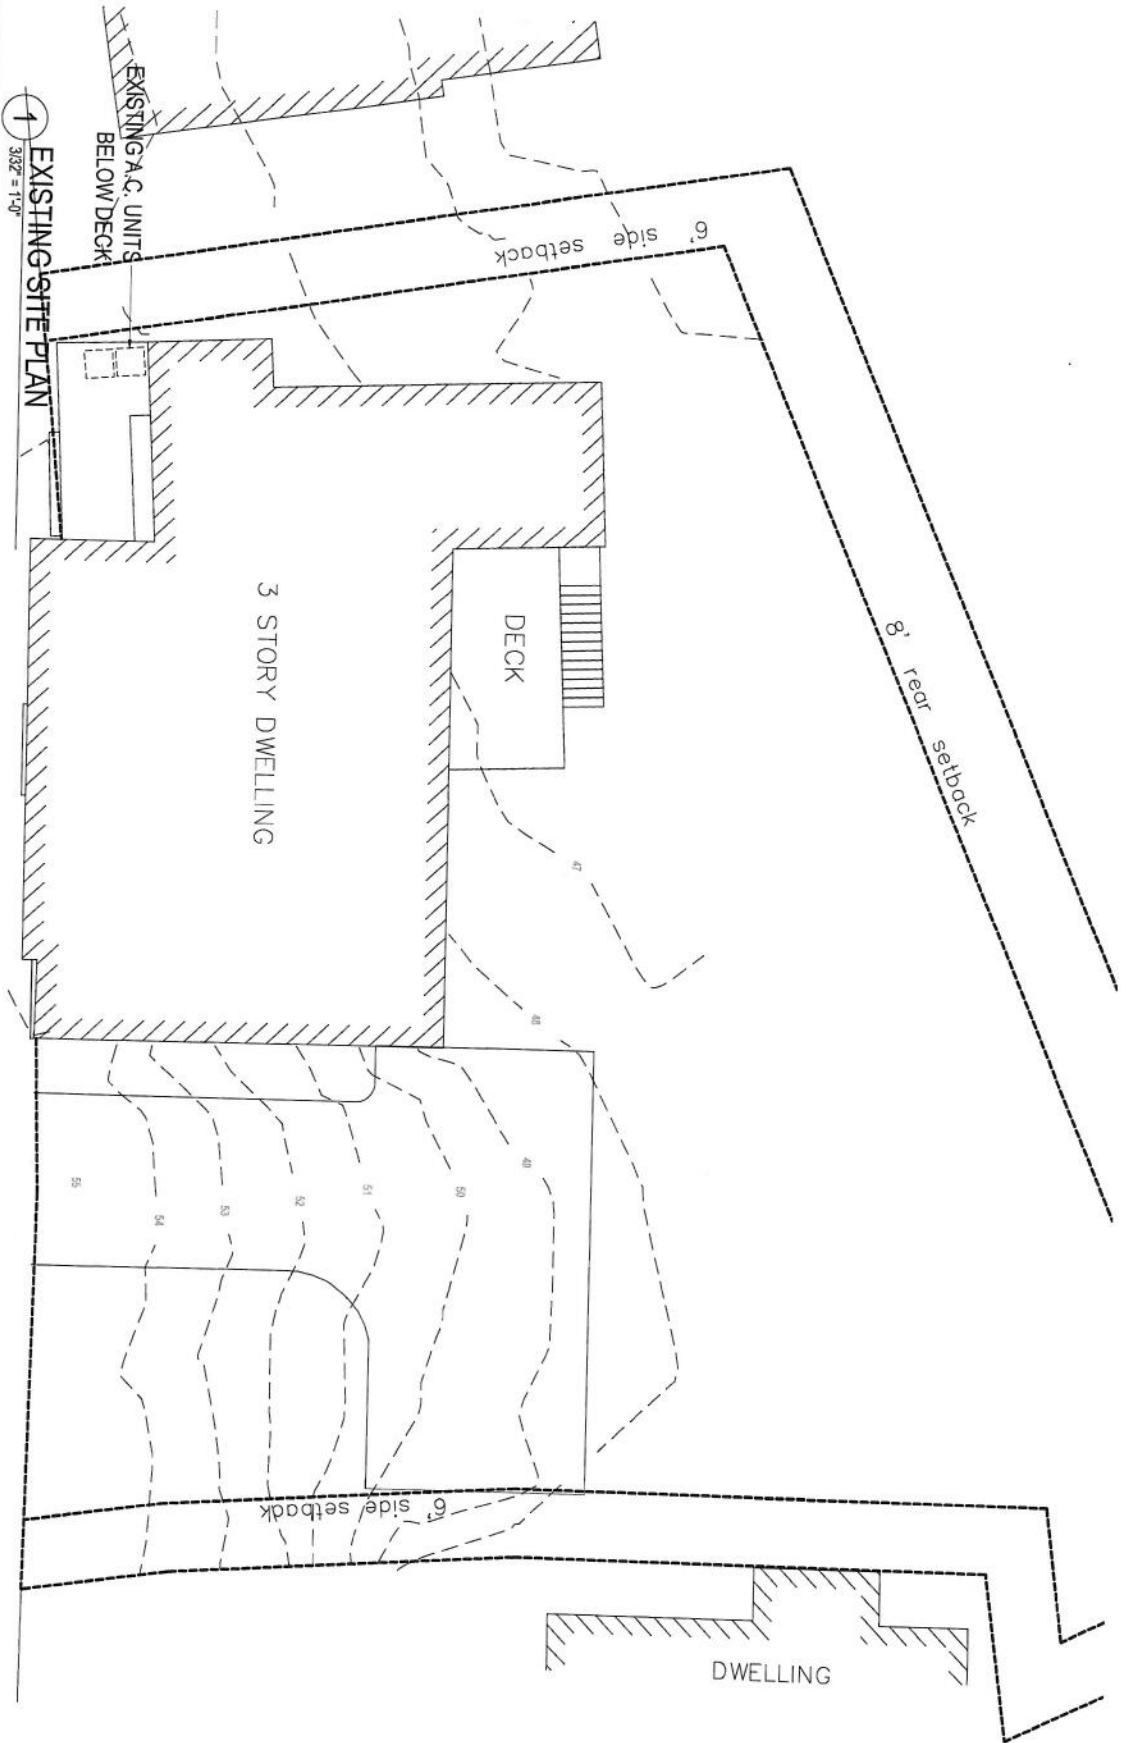 EXISTING A.C. UNITS
BELOW DECK
1
EXISTING SITE PLAN
3/32" = 1'-0"
6' side setback
8' rear setback
DECK
3 STORY DWELLING
47
48
49
50
51
52
53
54
55
6' side setback
DWELLING